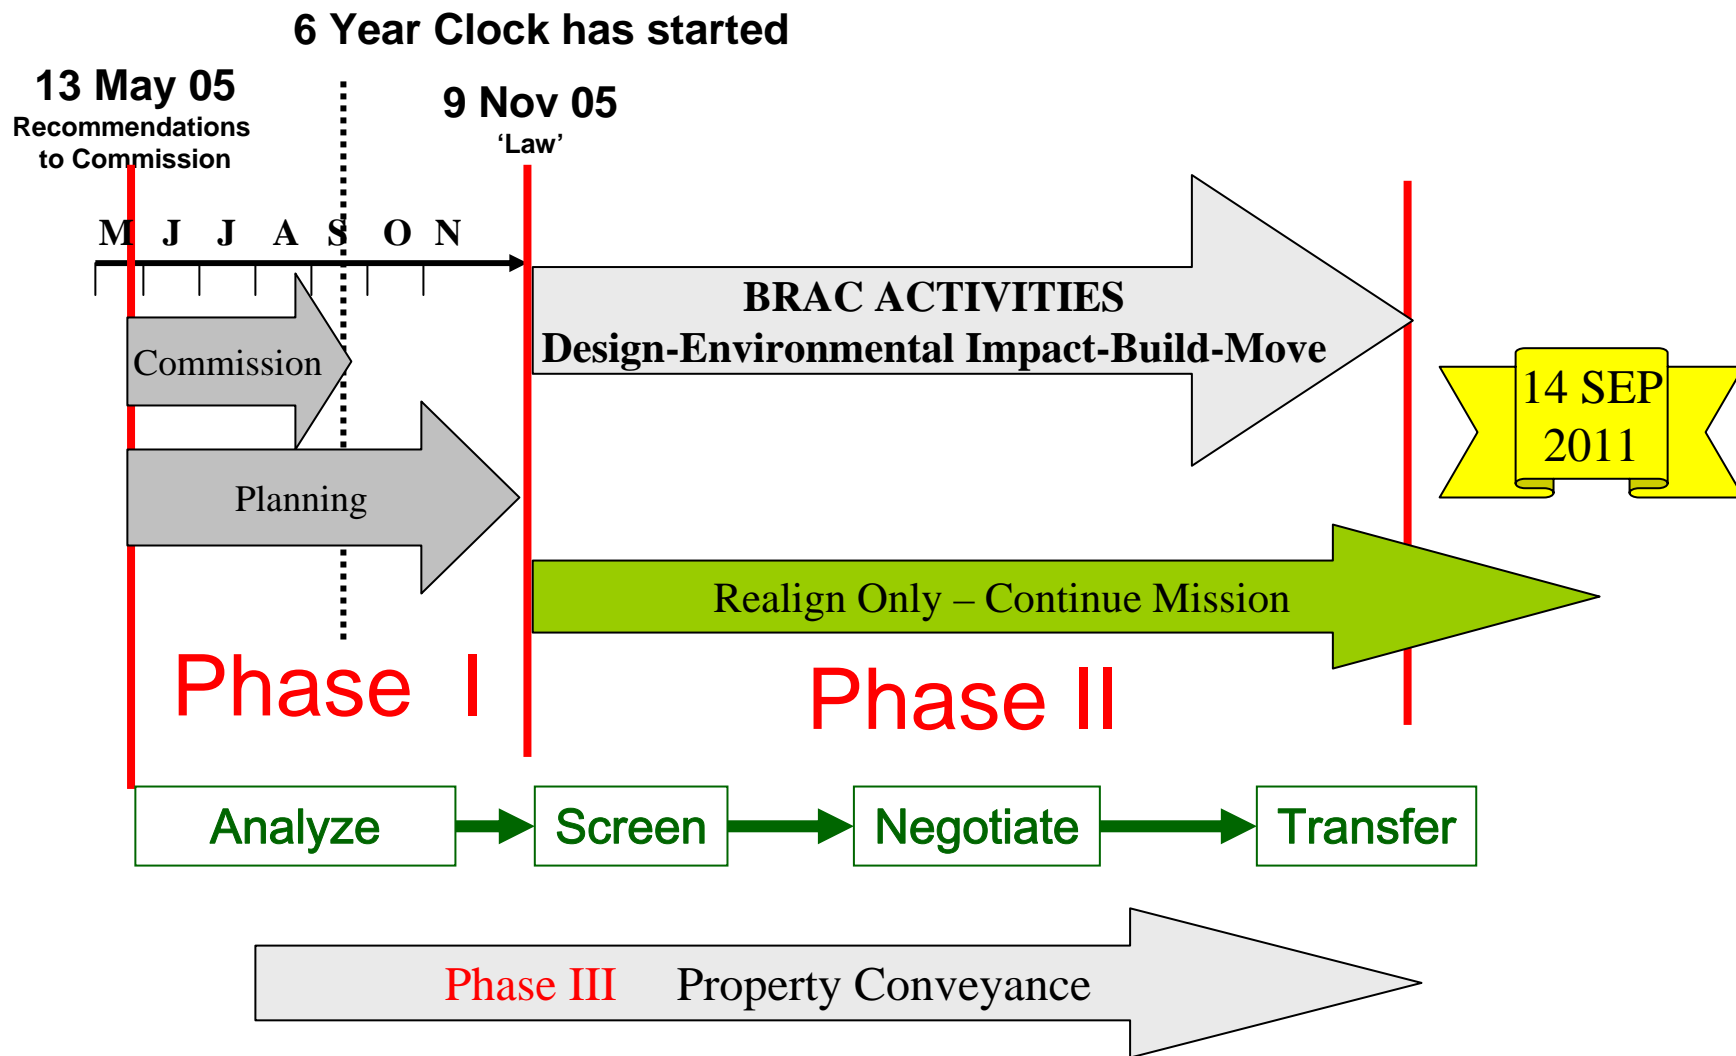 6 Year Clock has started
13 May 05
Recommendations
to Commission
9 Nov 05
‘Law’
M J J A S O N
BRAC ACTIVITIES
Design-Environmental Impact-Build-Move
Commission
14 SEP
2011
Planning
Realign Only – Continue Mission
Phase I
Phase II
Analyze
Screen
Negotiate
Transfer
Phase III Property Conveyance